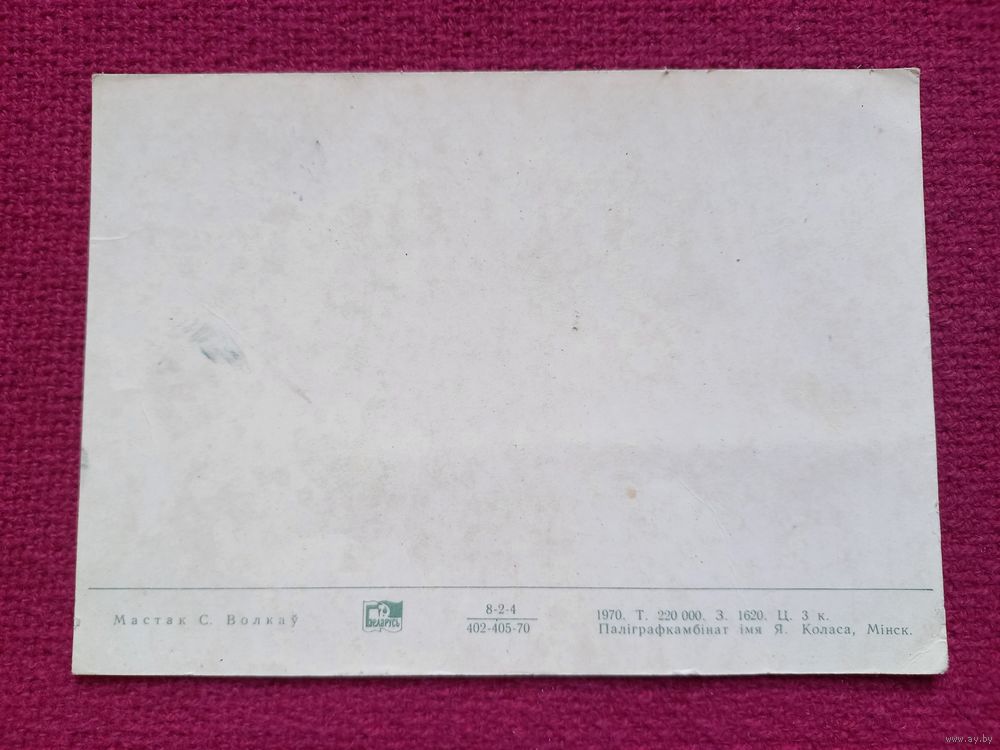 Мастак С. Волкаў
БЕЛАРУСЬ
8-2-4
402-405-70
1970. Т. 220 000. З. 1620. Ц. 3 к.
Паліграфкамбінат імя Я. Коласа, Мінск.
www.ay.by